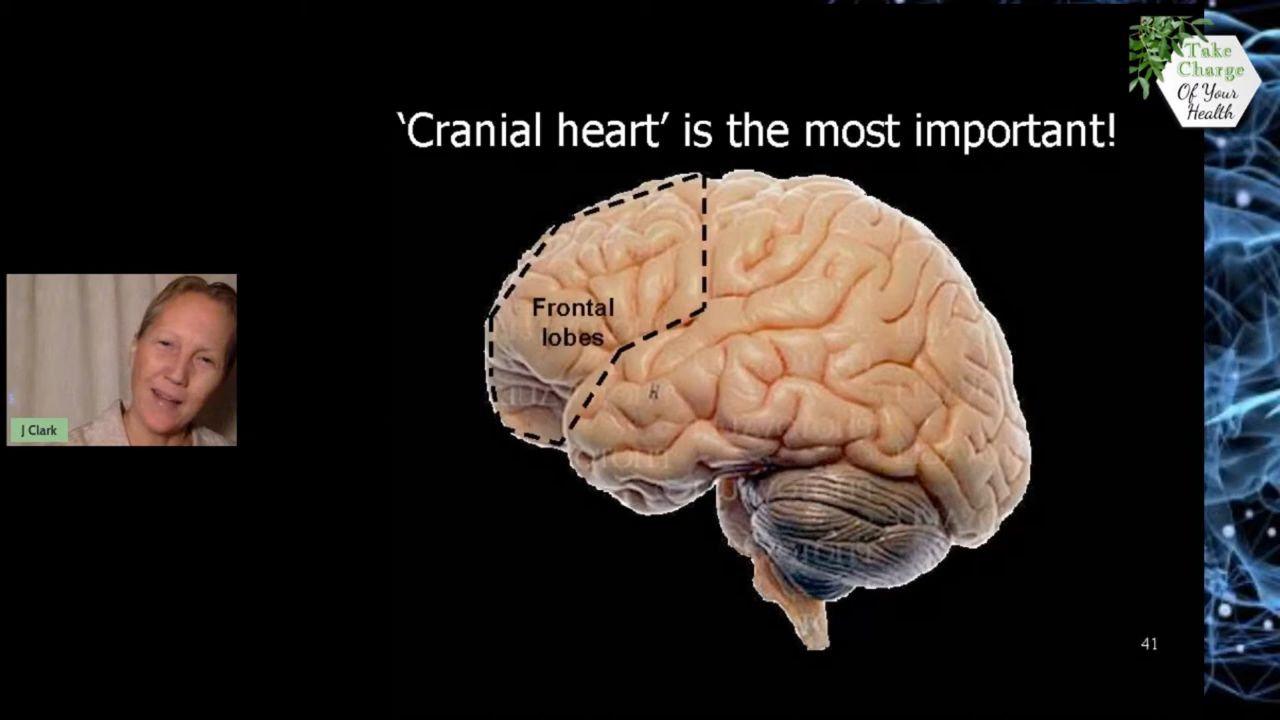 Take
Charge
Of Your
Health
‘Cranial heart’ is the most important!
Frontal
lobes
J Clark
41